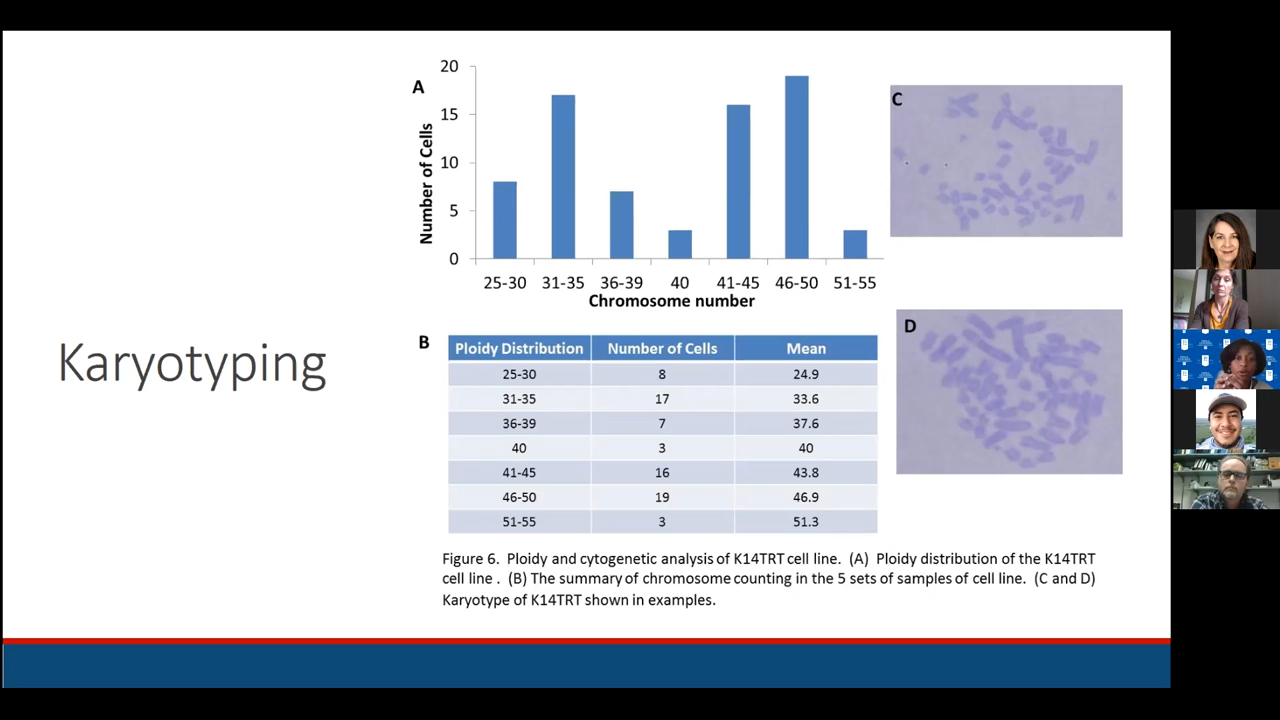 Karyotyping
A
Number of Cells
20
15
10
5
0
25-30 31-35 36-39 40 41-45 46-50 51-55
Chromosome number
B
Ploidy Distribution Number of Cells Mean
25-30 8 24.9
31-35 17 33.6
36-39 7 37.6
40 3 40
41-45 16 43.8
46-50 19 46.9
51-55 3 51.3
C
D
Figure 6. Ploidy and cytogenetic analysis of K14TRT cell line. (A) Ploidy distribution of the K14TRT
cell line . (B) The summary of chromosome counting in the 5 sets of samples of cell line. (C and D)
Karyotype of K14TRT shown in examples.